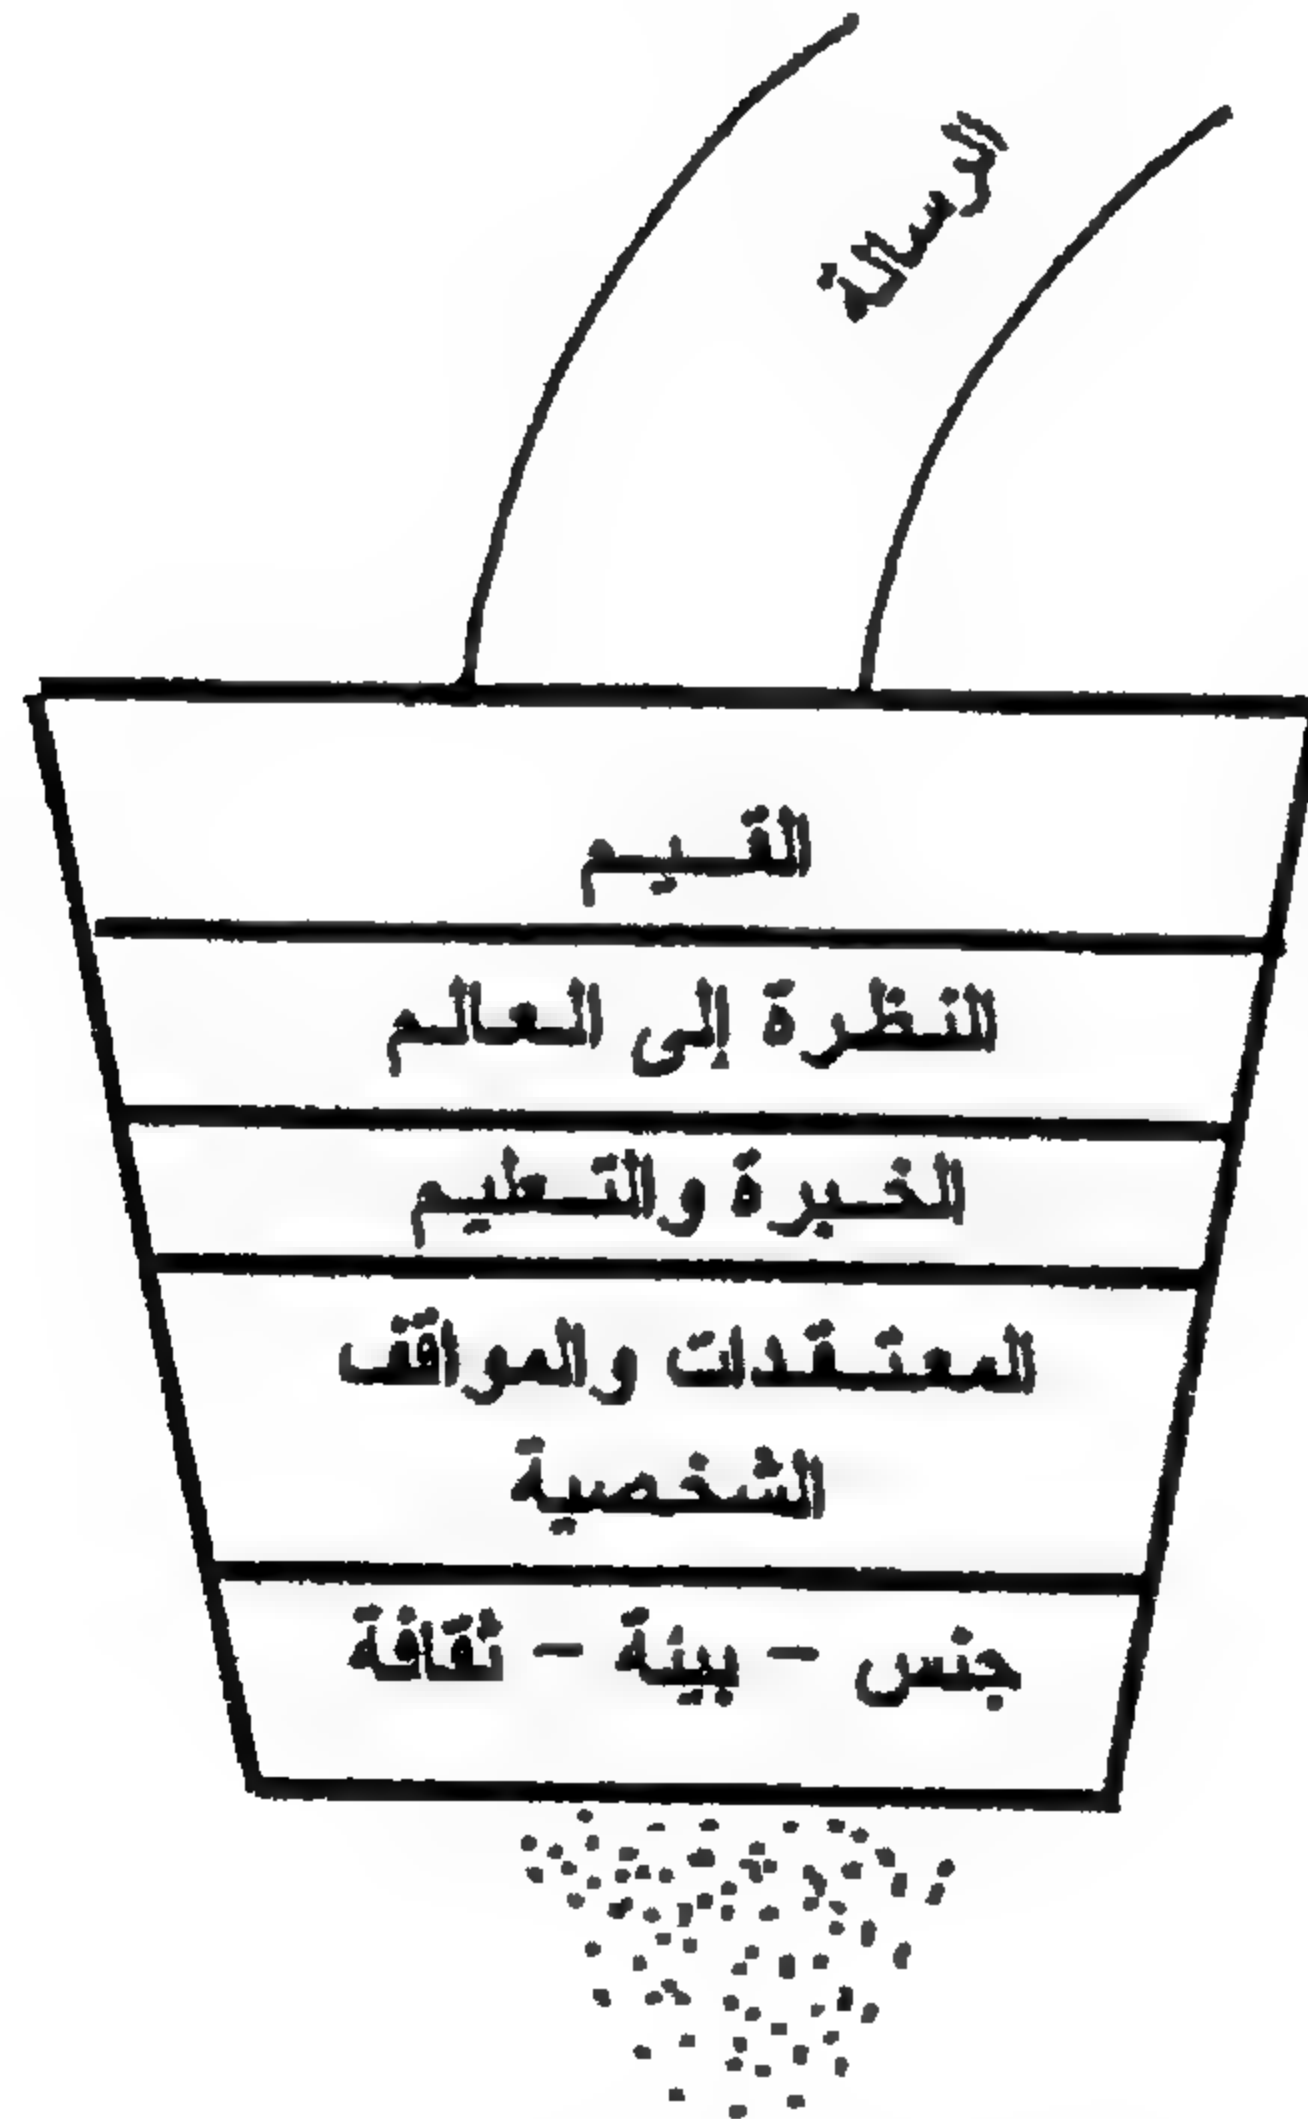 الرسالة
القيم
النظرة إلى العالم
الخبرة والتعليم
المعتقدات والمواقف
الشخصية
جنس - بيئة - ثقافة